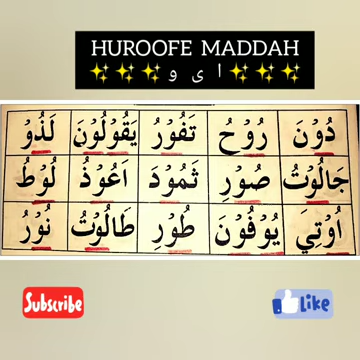 HUROOFE MADDAH
ا ی و
دُوْنَ رُوْحُ تَفُوْرُ يَقُوْلُوْنَ لَذُوْ
جَالُوْتُ صُوْرِ ثَمُوْدَ اَعُوْذُ لُوْطُ
اُوْتِيَ يُوْفُوْنَ طُوْرِ طَالُوْتُ نُوْرُ
Subscribe
Like